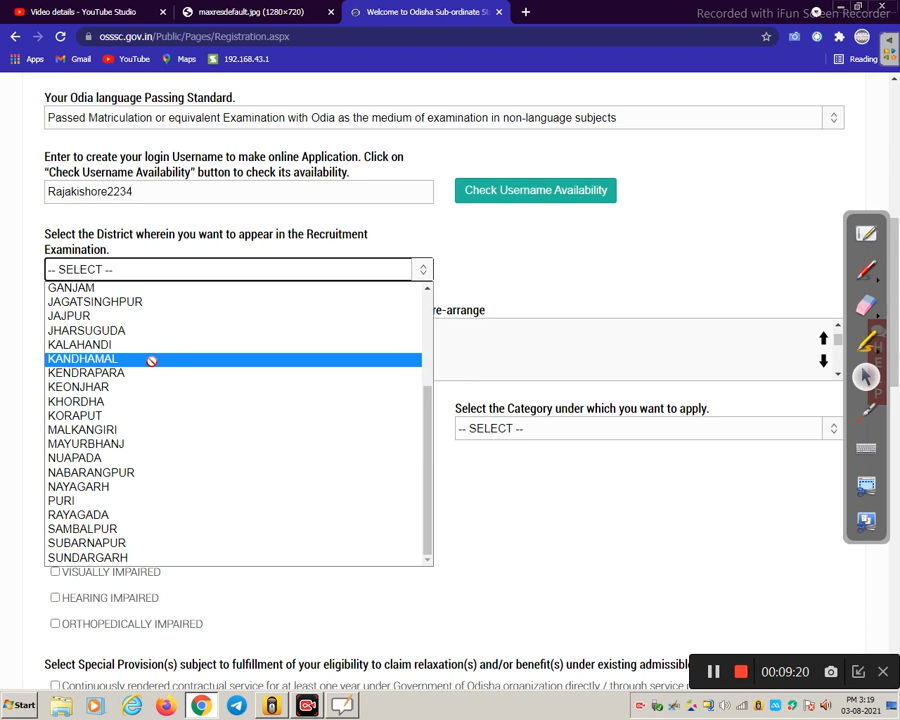 Video details - YouTube Studio
maxresdefault.jpg (1280×720)
Welcome to Odisha Sub-ordinate St
Recorded with iFun Screen Recorder
osssc.gov.in/Public/Pages/Registration.aspx
Apps
Gmail
YouTube
Maps
192.168.43.1
Reading
Your Odia language Passing Standard.
Passed Matriculation or equivalent Examination with Odia as the medium of examination in non-language subjects
Enter to create your login Username to make online Application. Click on
"Check Username Availability" button to check its availability.
Rajakishore2234
Check Username Availability
Select the District wherein you want to appear in the Recruitment
Examination.
-- SELECT --
GANJAM
JAGATSINGHPUR
re-arrange
JAJPUR
JHARSUGUDA
KALAHANDI
KANDHAMAL
KENDRAPARA
KEONJHAR
KHORDHA
Select the Category under which you want to apply.
KORAPUT
MALKANGIRI
-- SELECT --
MAYURBHANJ
NUAPADA
NABARANGPUR
NAYAGARH
PURI
RAYAGADA
SAMBALPUR
SUBARNAPUR
SUNDARGARH
VISUALLY IMPAIRED
HEARING IMPAIRED
ORTHOPEDICALLY IMPAIRED
Select Special Provision(s) subject to fulfillment of your eligibility to claim relaxation(s) and/or benefit(s) under existing admissible
Continuously rendered contractual service for at least one year under Government of Odisha organization directly / through service
00:09:20
Start
PM 3:19
03-08-2021